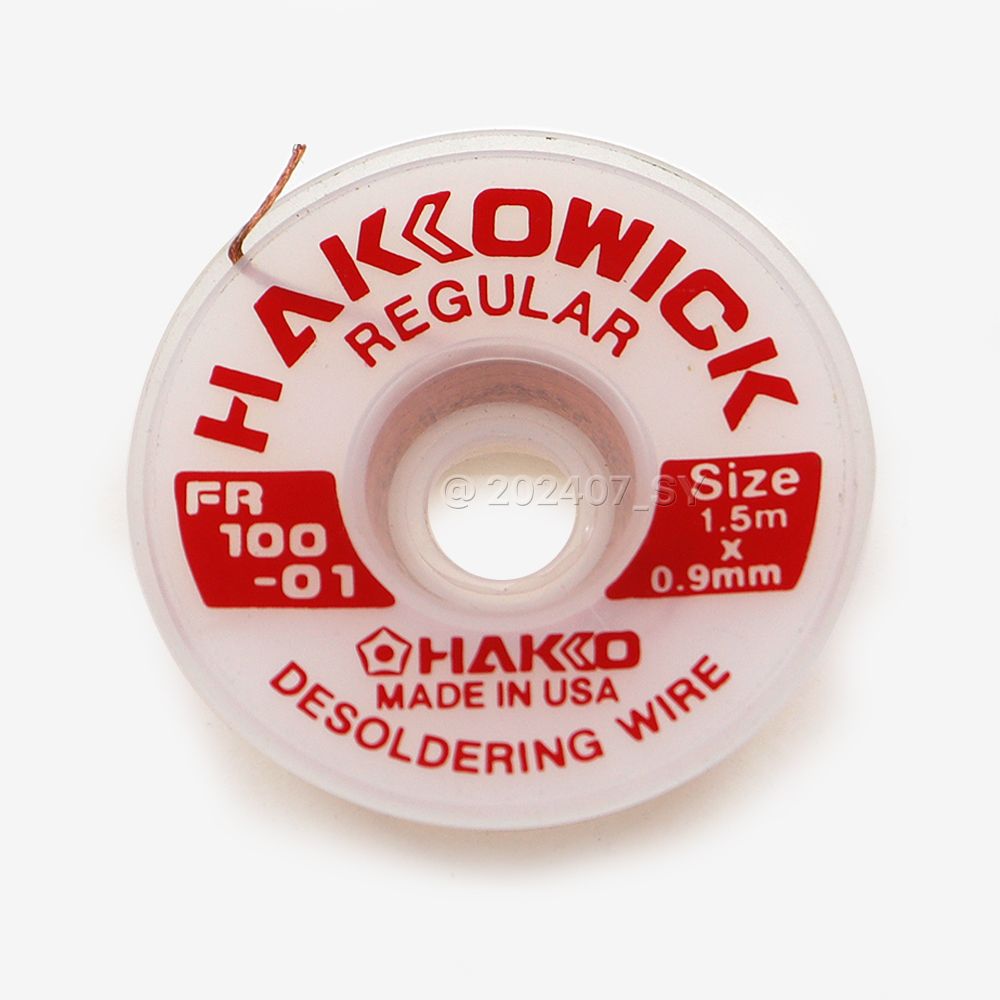 HAKKOWICK
REGULAR
FR
100
-01
@ 202407_SY
Size
1.5m
x
0.9mm
HAKKO
MADE IN USA
DESOLDERING WIRE